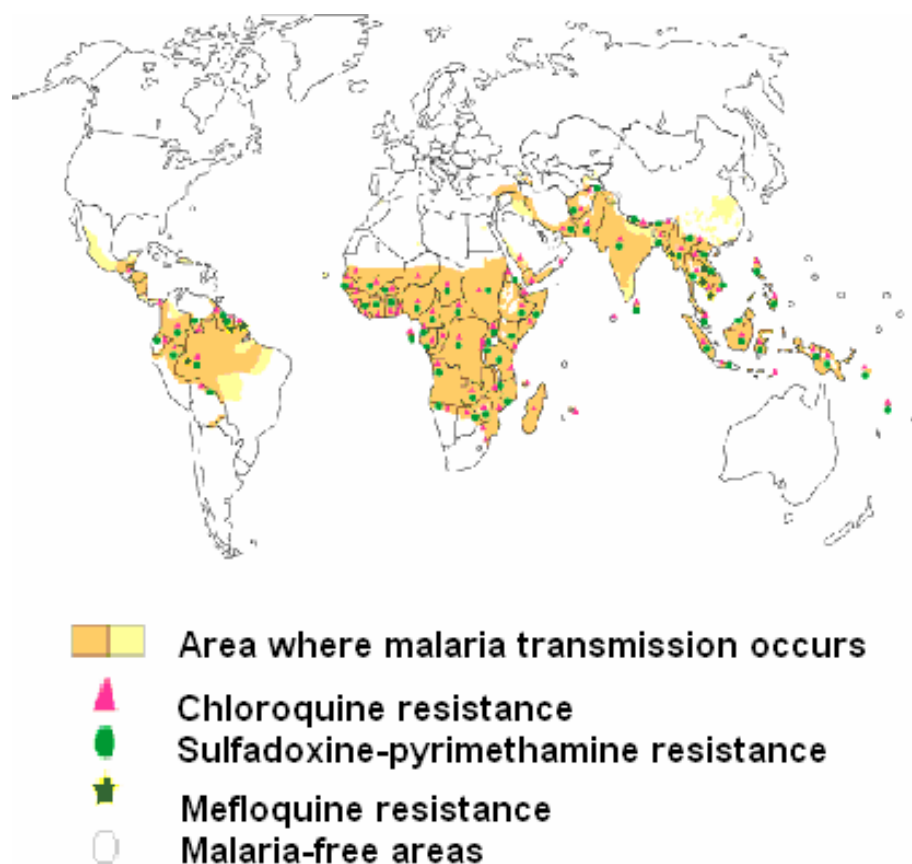 Area where malaria transmission occurs
Chloroquine resistance
Sulfadoxine-pyrimethamine resistance
Mefloquine resistance
Malaria-free areas